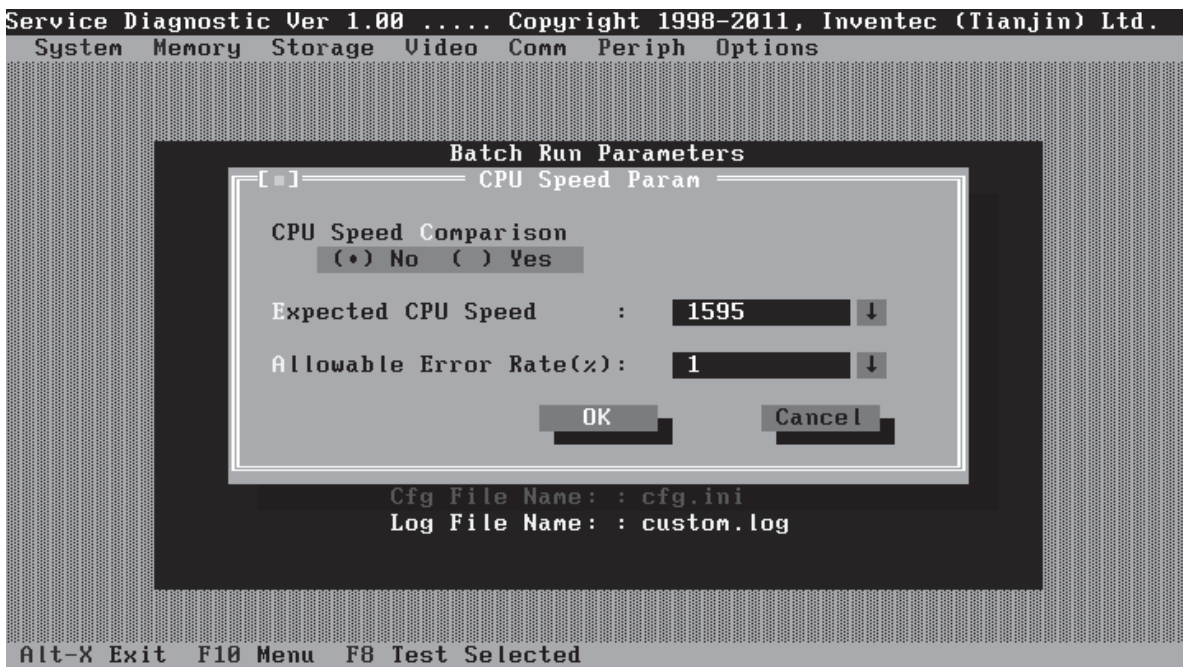 Service Diagnostic Ver 1.00 ..... Copyright 1998-2011, Inventec (Tianjin) Ltd.
System Memory Storage Video Comm Periph Options
Batch Run Parameters
[■] CPU Speed Param
CPU Speed Comparison
(•) No ( ) Yes
Expected CPU Speed : 1595 ↓
Allowable Error Rate(%): 1 ↓
OK Cancel
Cfg File Name: : cfg.ini
Log File Name: : custom.log
Alt-X Exit F10 Menu F8 Test Selected